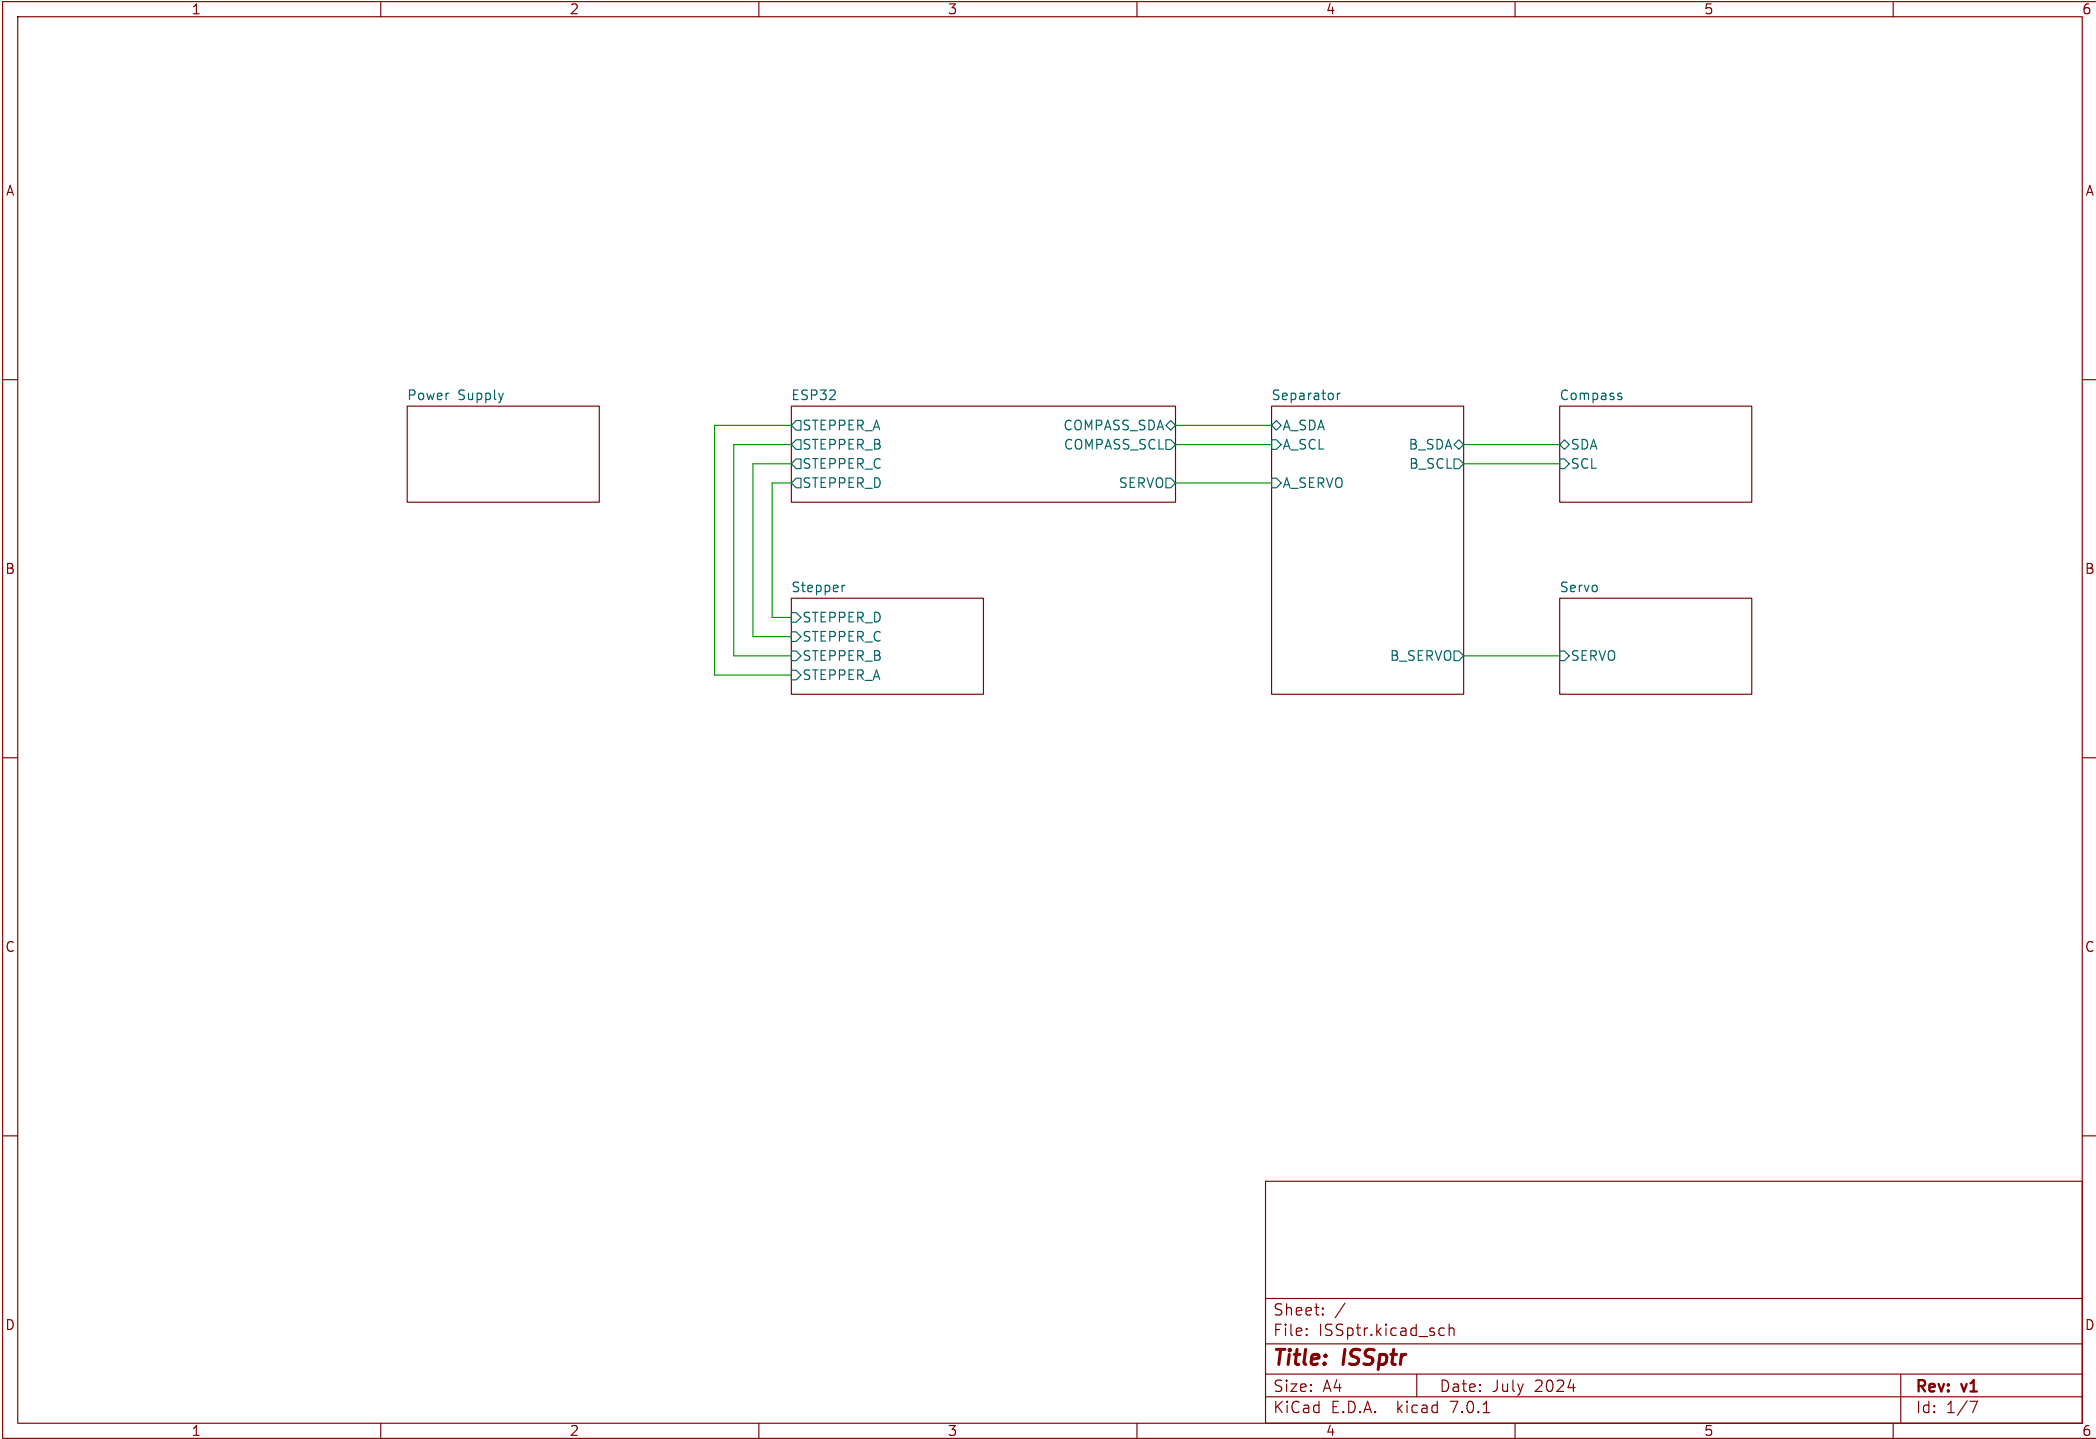 1 2 3 4 5 6
A A
Power Supply ESP32 Separator Compass
STEPPER_A COMPASS_SDA A_SDA
STEPPER_B COMPASS_SCL A_SCL B_SDA SDA
STEPPER_C B_SCL SCL
STEPPER_D SERVO A_SERVO
B B
Stepper Servo
STEPPER_D
STEPPER_C
STEPPER_B B_SERVO SERVO
STEPPER_A
C C
Sheet: /
D D
File: ISSptr.kicad_sch
Title: ISSptr
Size: A4 Date: July 2024 Rev: v1
KiCad E.D.A. kicad 7.0.1 Id: 1/7
1 2 3 4 5 6